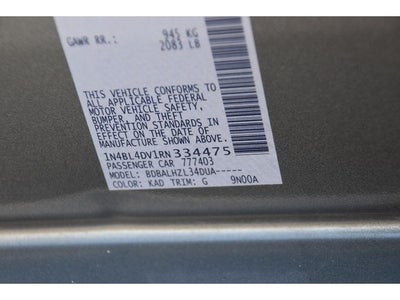 GAWR RR.: 945 KG
2083 LB
THIS VEHICLE CONFORMS TO
ALL APPLICABLE FEDERAL
MOTOR VEHICLE SAFETY,
BUMPER, AND THEFT
PREVENTION STANDARDS IN
EFFECT ON THE DATE OF
MANUFACTURE SHOWN ABOVE.
1N4BL4DV1RN334475
PASSENGER CAR 777403
MODEL: BDBALHZL34DUA-----
COLOR: KAD TRIM: G 9N00A